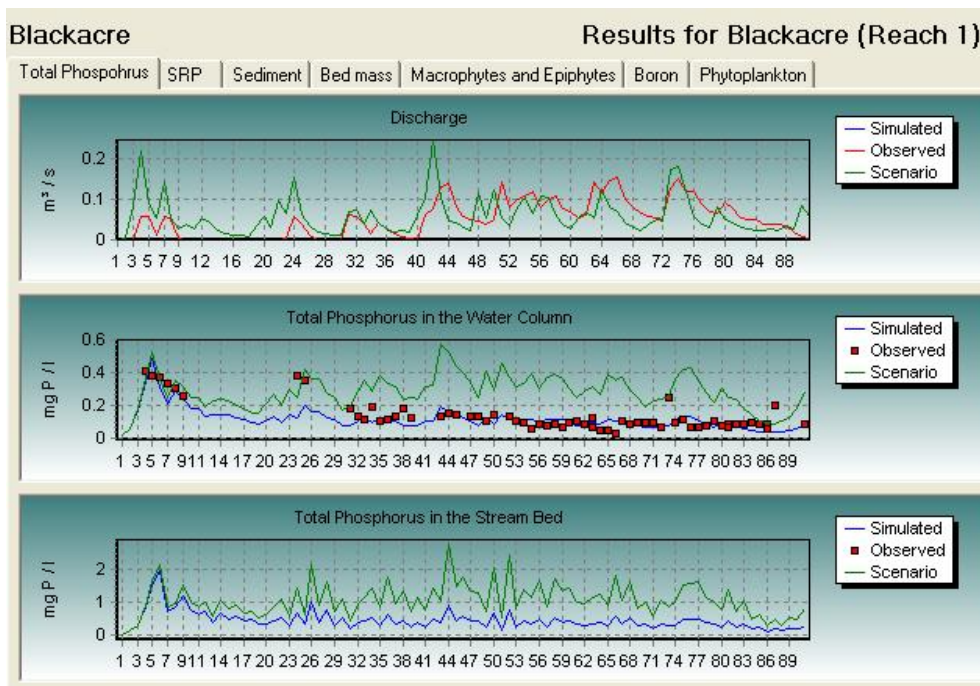 Blackacre Results for Blackacre (Reach 1)
Total Phospohrus SRP Sediment Bed mass Macrophytes and Epiphytes Boron Phytoplankton
Discharge
Simulated
Observed
Scenario
m³ / s
0.2
0.1
0
1 3 5 7 9 12 16 20 24 28 32 36 40 44 48 52 56 60 64 68 72 76 80 84 88
Total Phosphorus in the Water Column
Simulated
Observed
Scenario
mg P / l
0.6
0.4
0.2
0
1 3 5 7 9 11 14 17 20 23 26 29 32 35 38 41 44 47 50 53 56 59 62 65 68 71 74 77 80 83 86 89
Total Phosphorus in the Stream Bed
Simulated
Observed
Scenario
mg P / l
2
1
0
1 3 5 7 9 11 14 17 20 23 26 29 32 35 38 41 44 47 50 53 56 59 62 65 68 71 74 77 80 83 86 89